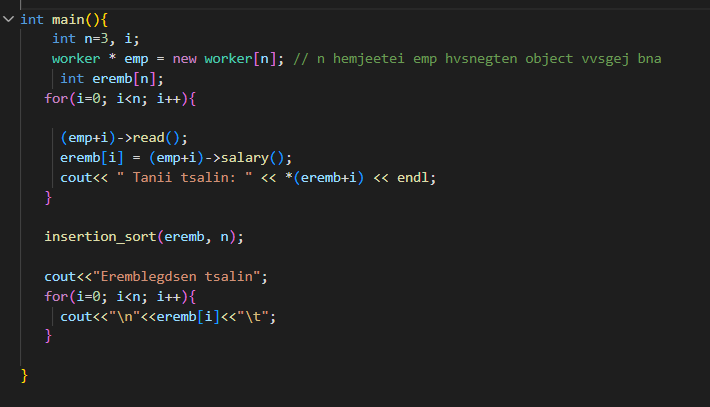 int main(){
int n=3, i;
worker * emp = new worker[n]; // n hemjeetei emp hvsnegten object vvsgej bna
int eremb[n];
for(i=0; i<n; i++){
(emp+i)->read();
eremb[i] = (emp+i)->salary();
cout<< " Tanii tsalin: " << *(eremb+i) << endl;
}
insertion_sort(eremb, n);
cout<<"Eremblegdsen tsalin";
for(i=0; i<n; i++){
cout<<"\n"<<eremb[i]<<"\t";
}
}